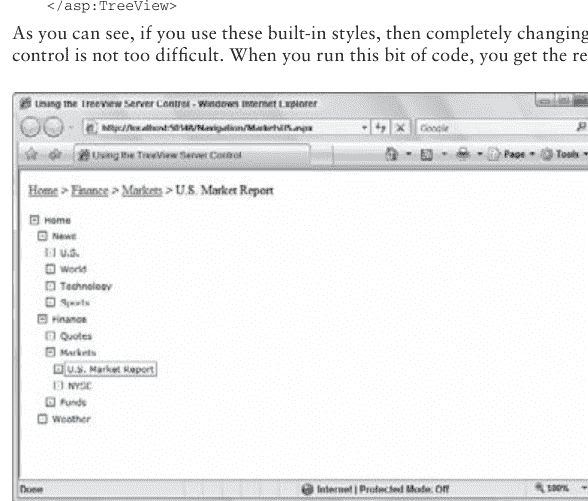 </asp:TreeView>
As you can see, if you use these built-in styles, then completely changing
control is not too difficult. When you run this bit of code, you get the re
Using the TreeView Server Control - Windows Internet Explorer
http://localhost:50348/Navigation/MarketsUS.aspx
Google
Using the TreeView Server Control
Page
Tools
Home > Finance > Markets > U.S. Market Report
Home
News
U.S.
World
Technology
Sports
Finance
Quotes
Markets
U.S. Market Report
NYSE
Funds
Weather
Done
Internet | Protected Mode: Off
100%